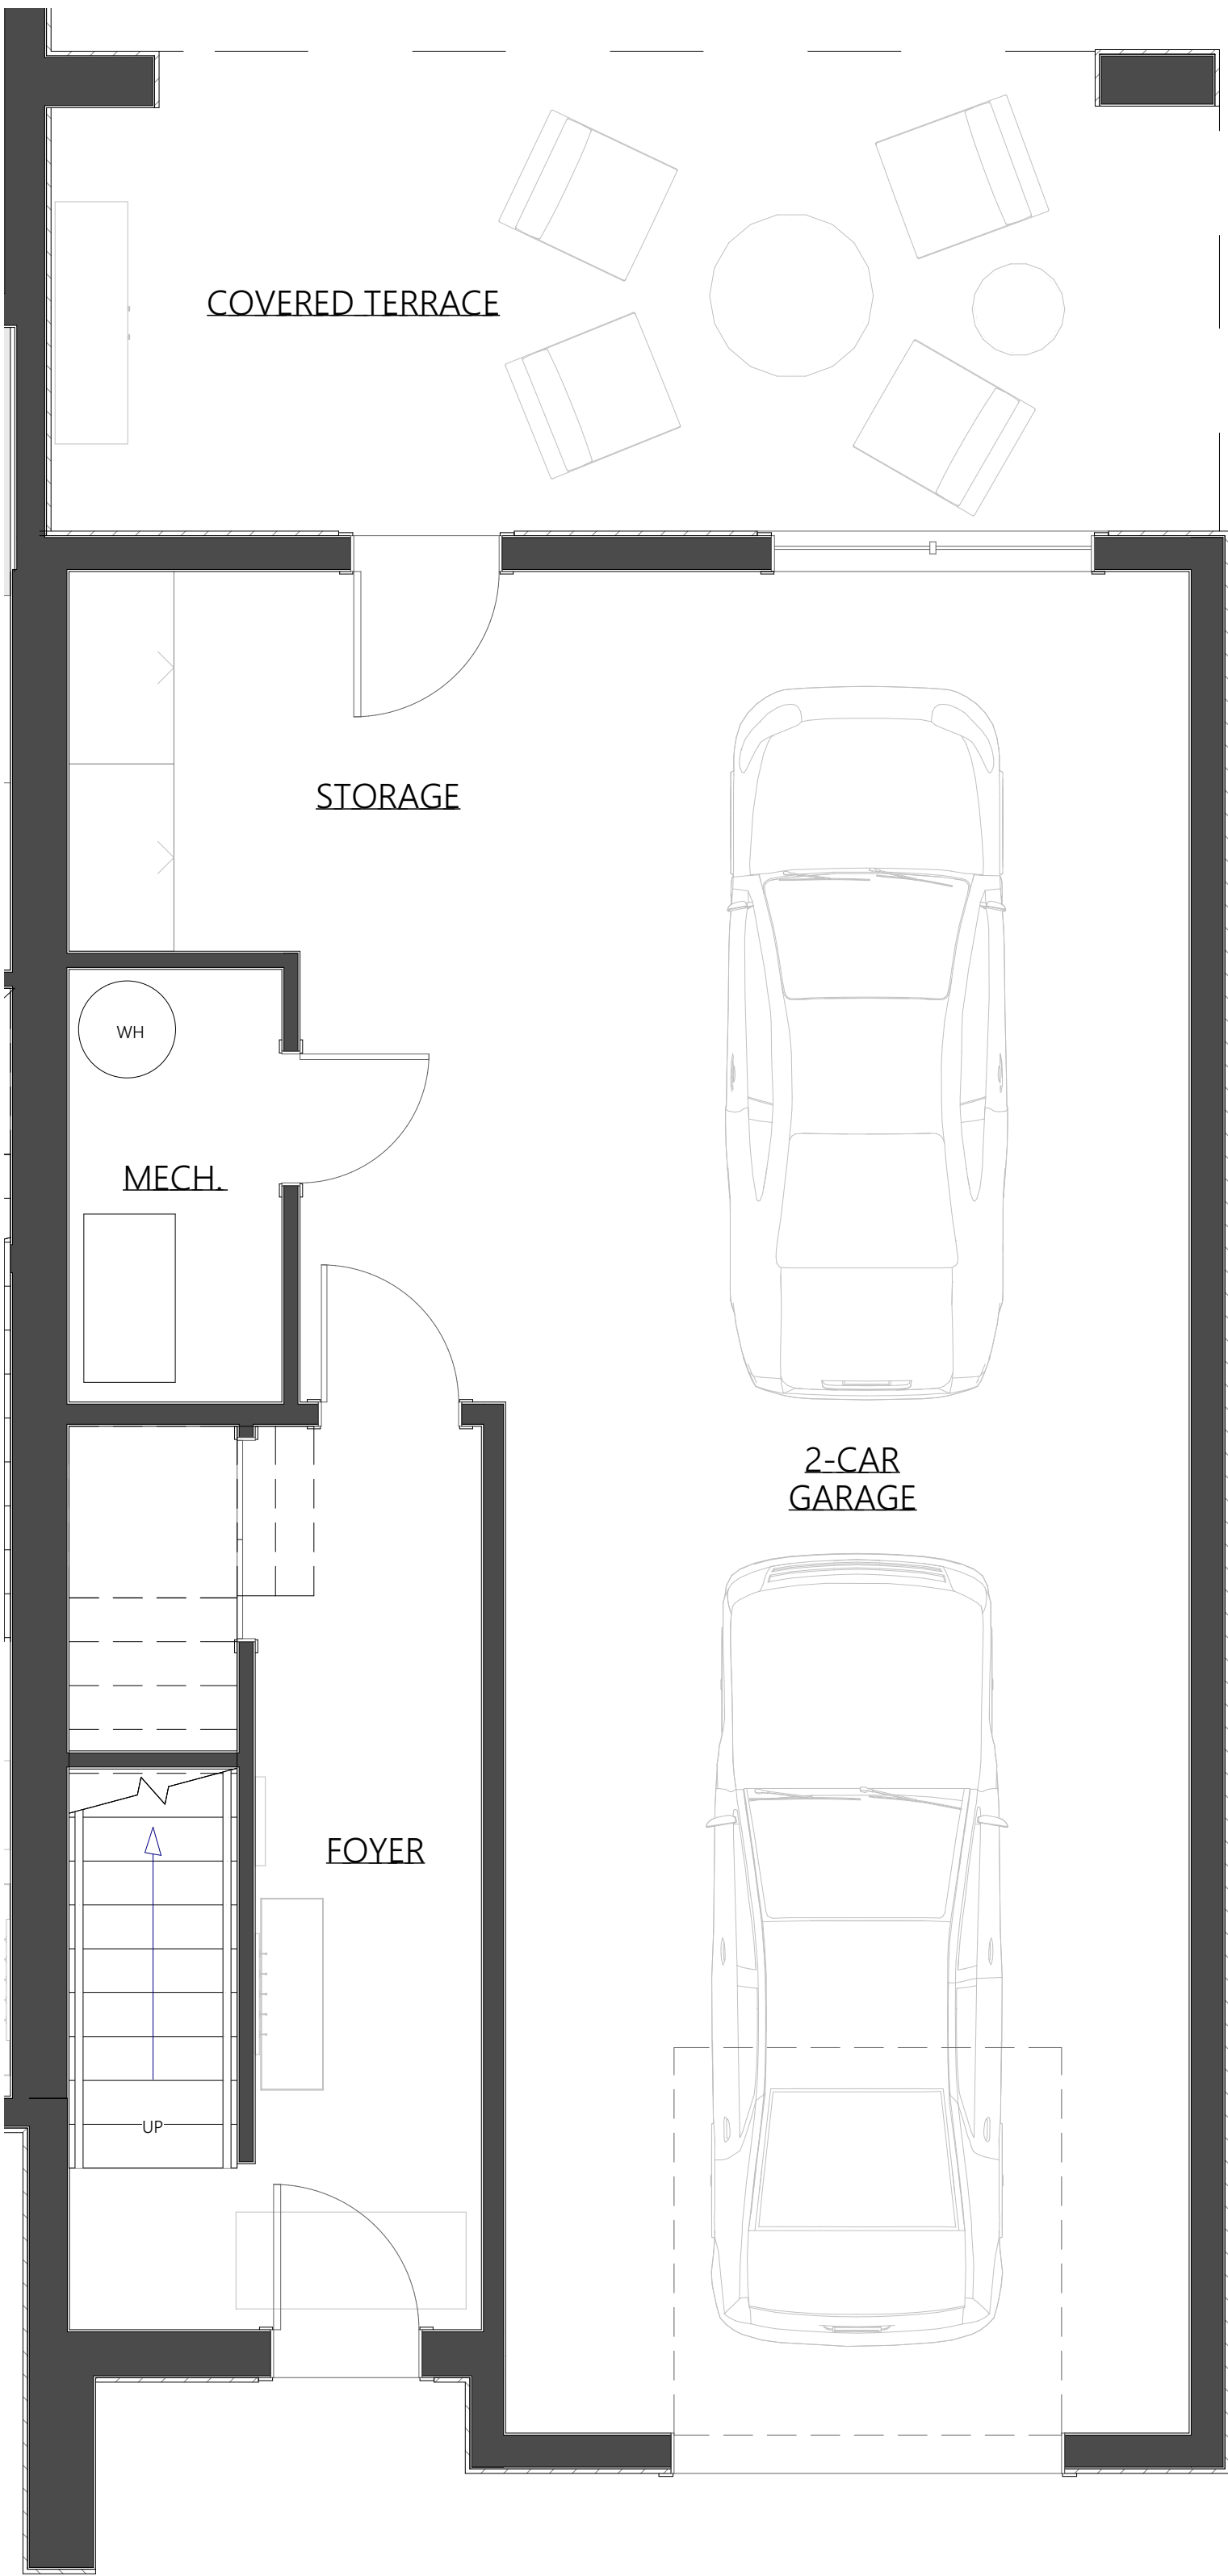 COVERED TERRACE
STORAGE
WH
MECH.
2-CAR
GARAGE
FOYER
UP